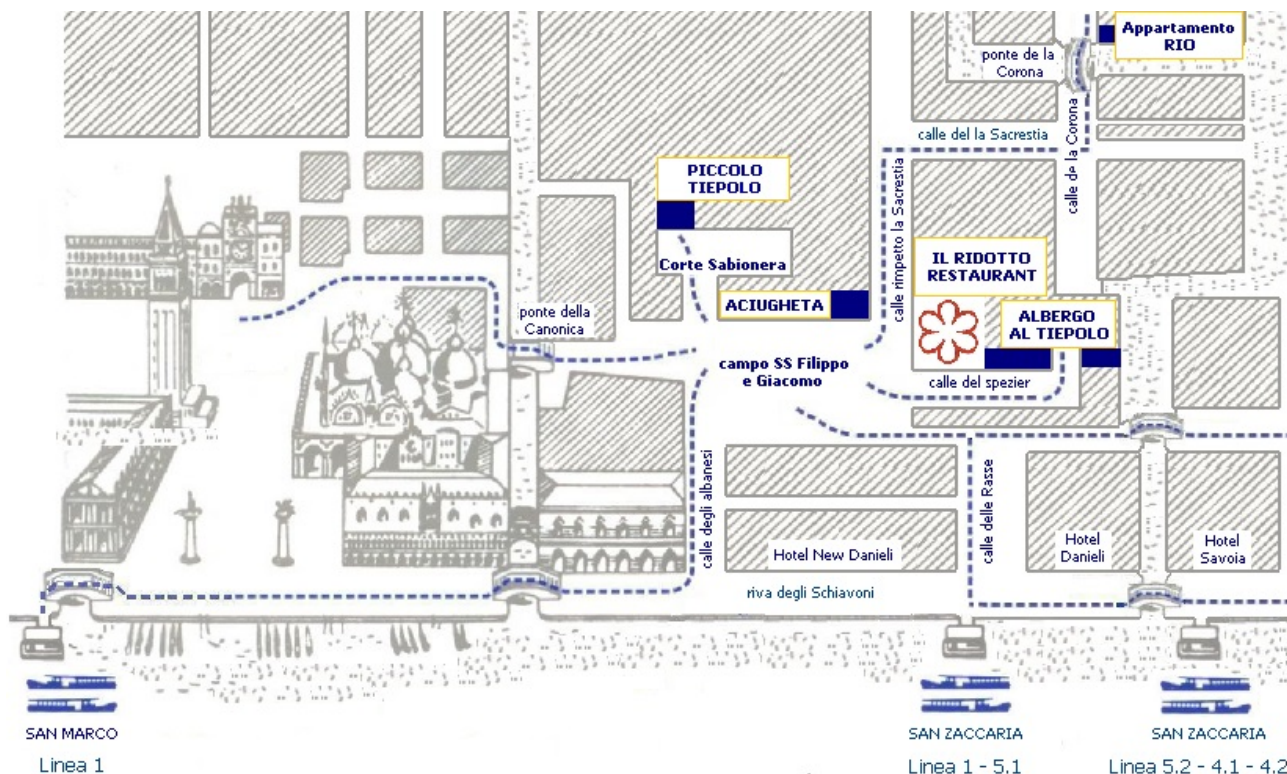 Appartamento
RIO
ponte de la
Corona
calle del la Sacrestia
calle de la Corona
PICCOLO
TIEPOLO
calle rimpetto la Sacrestia
Corte Sabionera
IL RIDOTTO
RESTAURANT
ACIUGHETA
ponte della
Canonica
ALBERGO
AL TIEPOLO
campo SS Filippo
e Giacomo
calle del spezier
calle degli albanesi
calle delle Rasse
Hotel New Danieli
Hotel
Danieli
Hotel
Savoia
riva degli Schiavoni
SAN MARCO
Linea 1
SAN ZACCARIA
Linea 1 - 5.1
SAN ZACCARIA
Linea 5.2 - 4.1 - 4.2